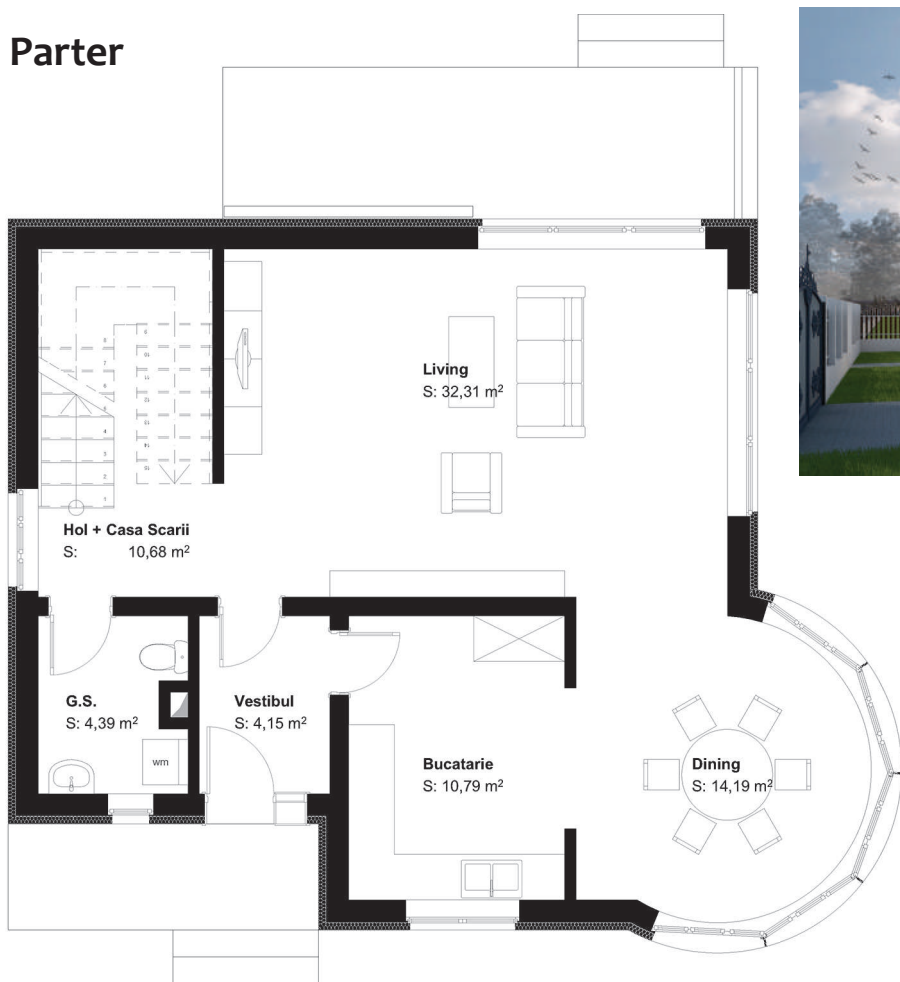 Parter
Living
S: 32,31 m²
Hol + Casa Scarii
S: 10,68 m²
G.S.
S: 4,39 m²
Vestibul
S: 4,15 m²
wm
Bucatarie
S: 10,79 m²
Dining
S: 14,19 m²